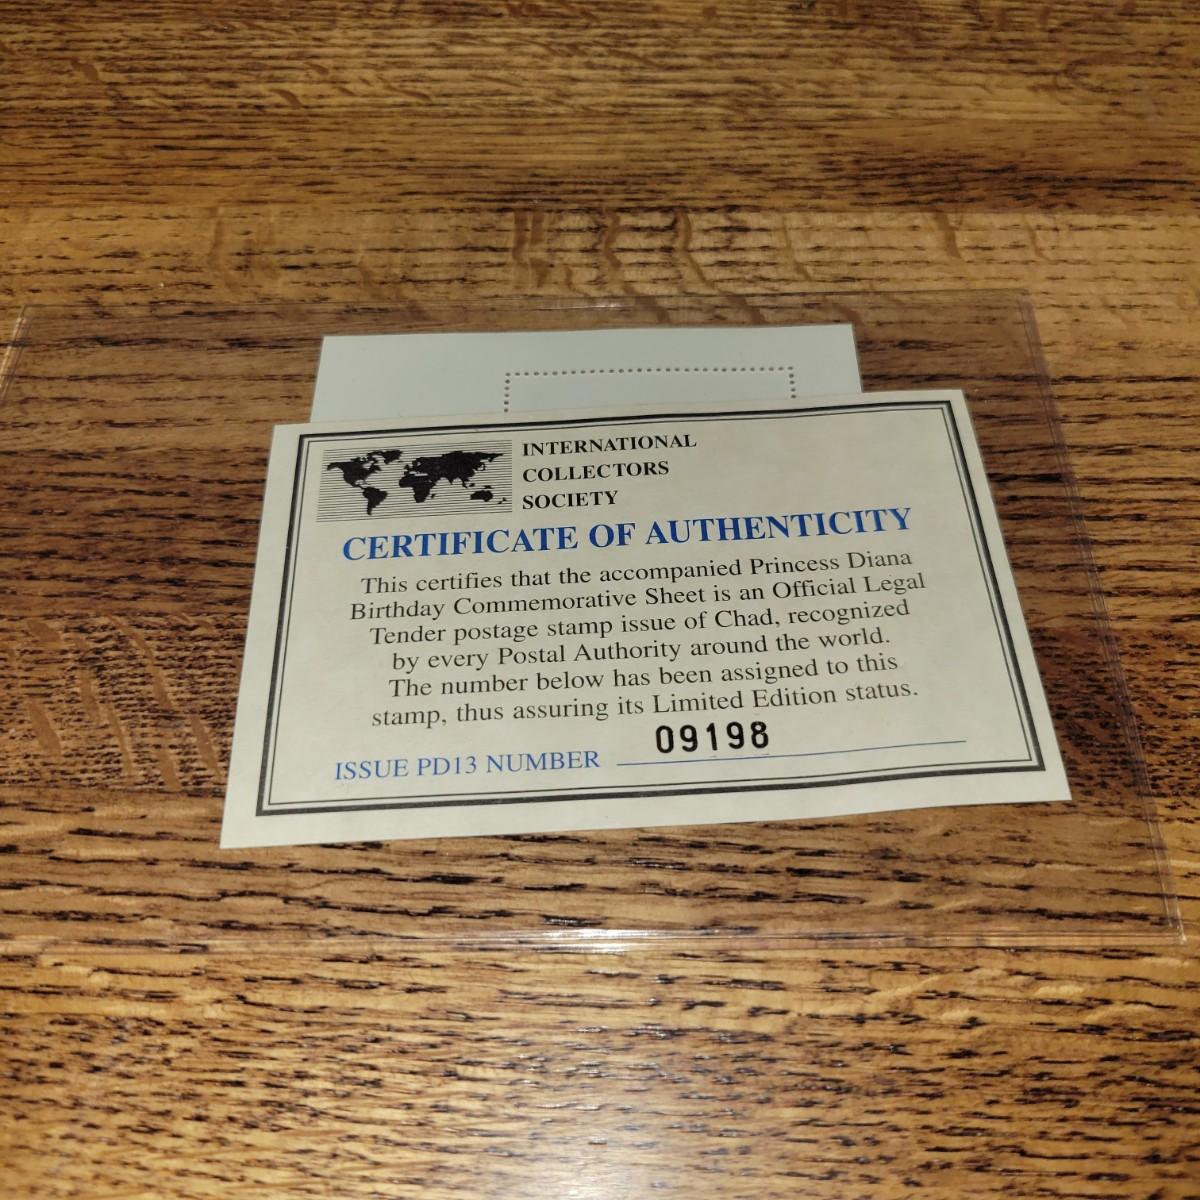 INTERNATIONAL
COLLECTORS
SOCIETY
CERTIFICATE OF AUTHENTICITY
This certifies that the accompanied Princess Diana
Birthday Commemorative Sheet is an Official Legal
Tender postage stamp issue of Chad, recognized
by every Postal Authority around the world.
The number below has been assigned to this
stamp, thus assuring its Limited Edition status.
ISSUE PD13 NUMBER 09198